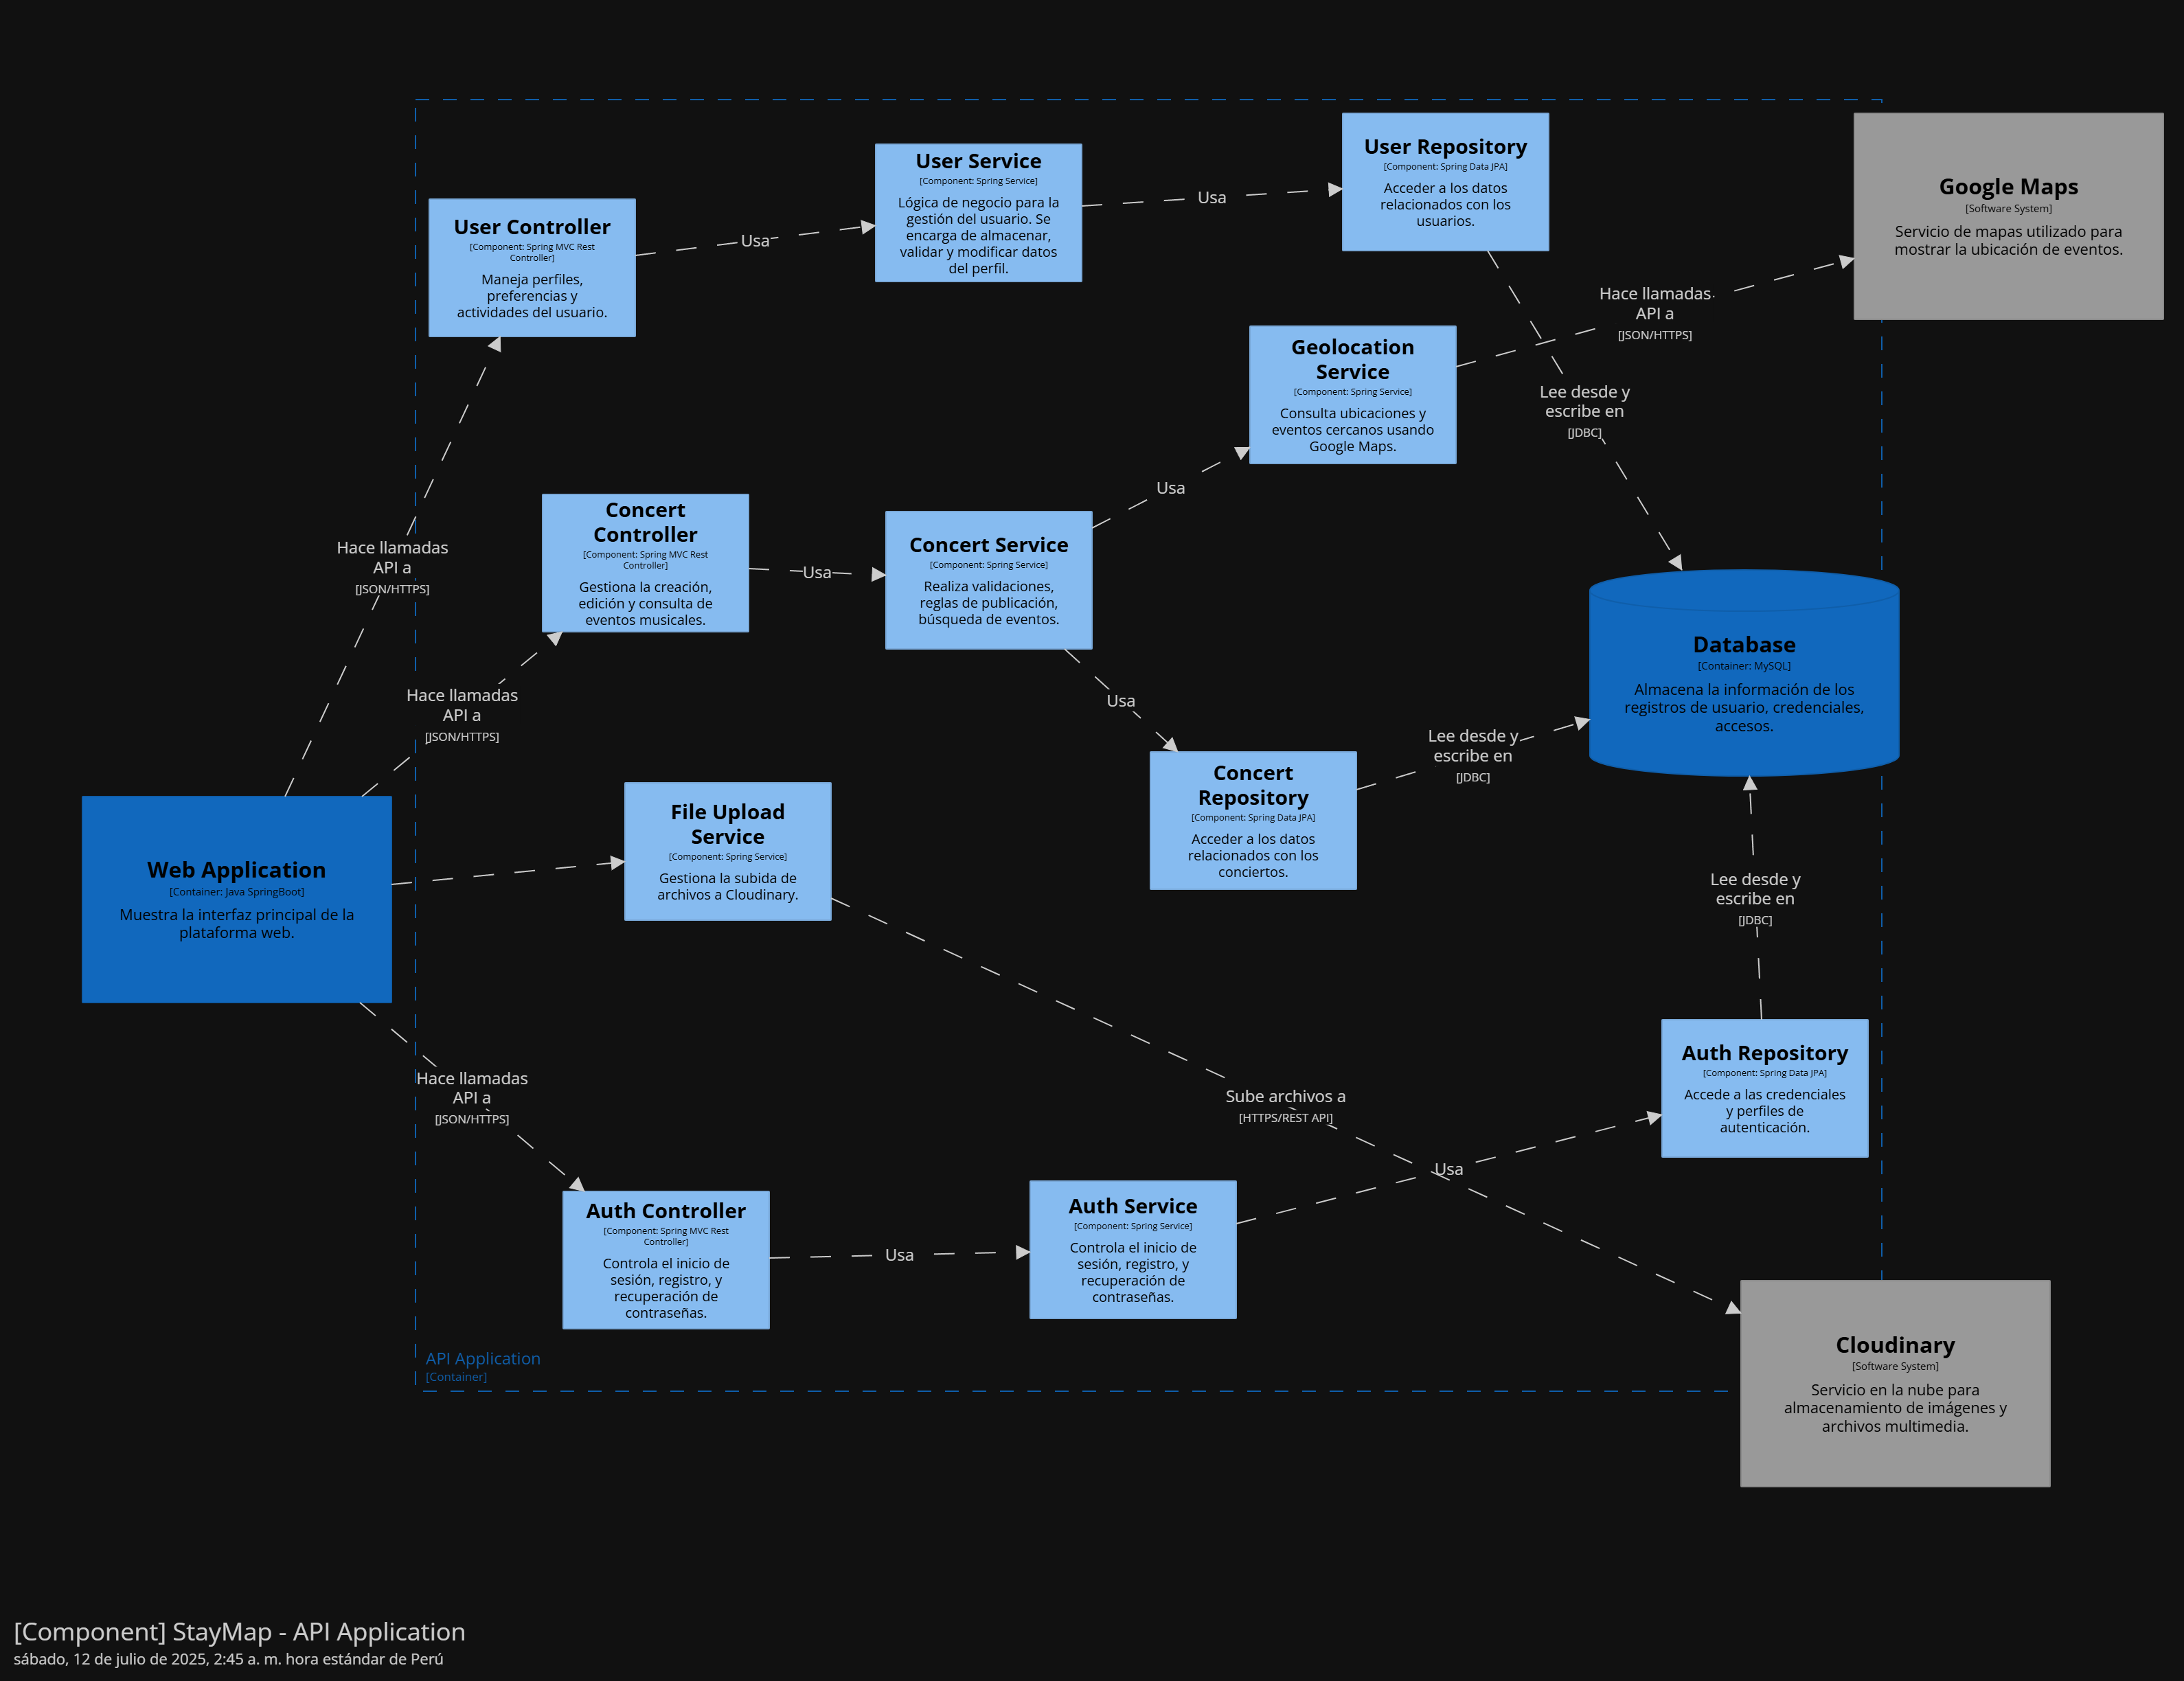 User Controller
[Component: Spring MVC Rest
Controller]
Maneja perfiles,
preferencias y
actividades del usuario.
Usa
User Service
[Component: Spring Service]
Lógica de negocio para la
gestión del usuario. Se
encarga de almacenar,
validar y modificar datos
del perfil.
Usa
User Repository
[Component: Spring Data JPA]
Acceder a los datos
relacionados con los
usuarios.
Google Maps
[Software System]
Servicio de mapas utilizado para
mostrar la ubicación de eventos.
Hace llamadas
API a
[JSON/HTTPS]
Geolocation
Service
[Component: Spring Service]
Consulta ubicaciones y
eventos cercanos usando
Google Maps.
Lee desde y
escribe en
[JDBC]
Usa
Hace llamadas
API a
[JSON/HTTPS]
Concert
Controller
[Component: Spring MVC Rest
Controller]
Gestiona la creación,
edición y consulta de
eventos musicales.
Usa
Concert Service
[Component: Spring Service]
Realiza validaciones,
reglas de publicación,
búsqueda de eventos.
Database
[Container: MySQL]
Almacena la información de los
registros de usuario, credenciales,
accesos.
Hace llamadas
API a
[JSON/HTTPS]
Usa
Lee desde y
escribe en
[JDBC]
Concert
Repository
[Component: Spring Data JPA]
Acceder a los datos
relacionados con los
conciertos.
Web Application
[Container: Java SpringBoot]
Muestra la interfaz principal de la
plataforma web.
File Upload
Service
[Component: Spring Service]
Gestiona la subida de
archivos a Cloudinary.
Lee desde y
escribe en
[JDBC]
Hace llamadas
API a
[JSON/HTTPS]
Sube archivos a
[HTTPS/REST API]
Auth Repository
[Component: Spring Data JPA]
Accede a las credenciales
y perfiles de
autenticación.
Usa
Auth Controller
[Component: Spring MVC Rest
Controller]
Controla el inicio de
sesión, registro, y
recuperación de
contraseñas.
Usa
Auth Service
[Component: Spring Service]
Controla el inicio de
sesión, registro, y
recuperación de
contraseñas.
Cloudinary
[Software System]
Servicio en la nube para
almacenamiento de imágenes y
archivos multimedia.
API Application
[Container]
[Component] StayMap - API Application
sábado, 12 de julio de 2025, 2:45 a. m. hora estándar de Perú